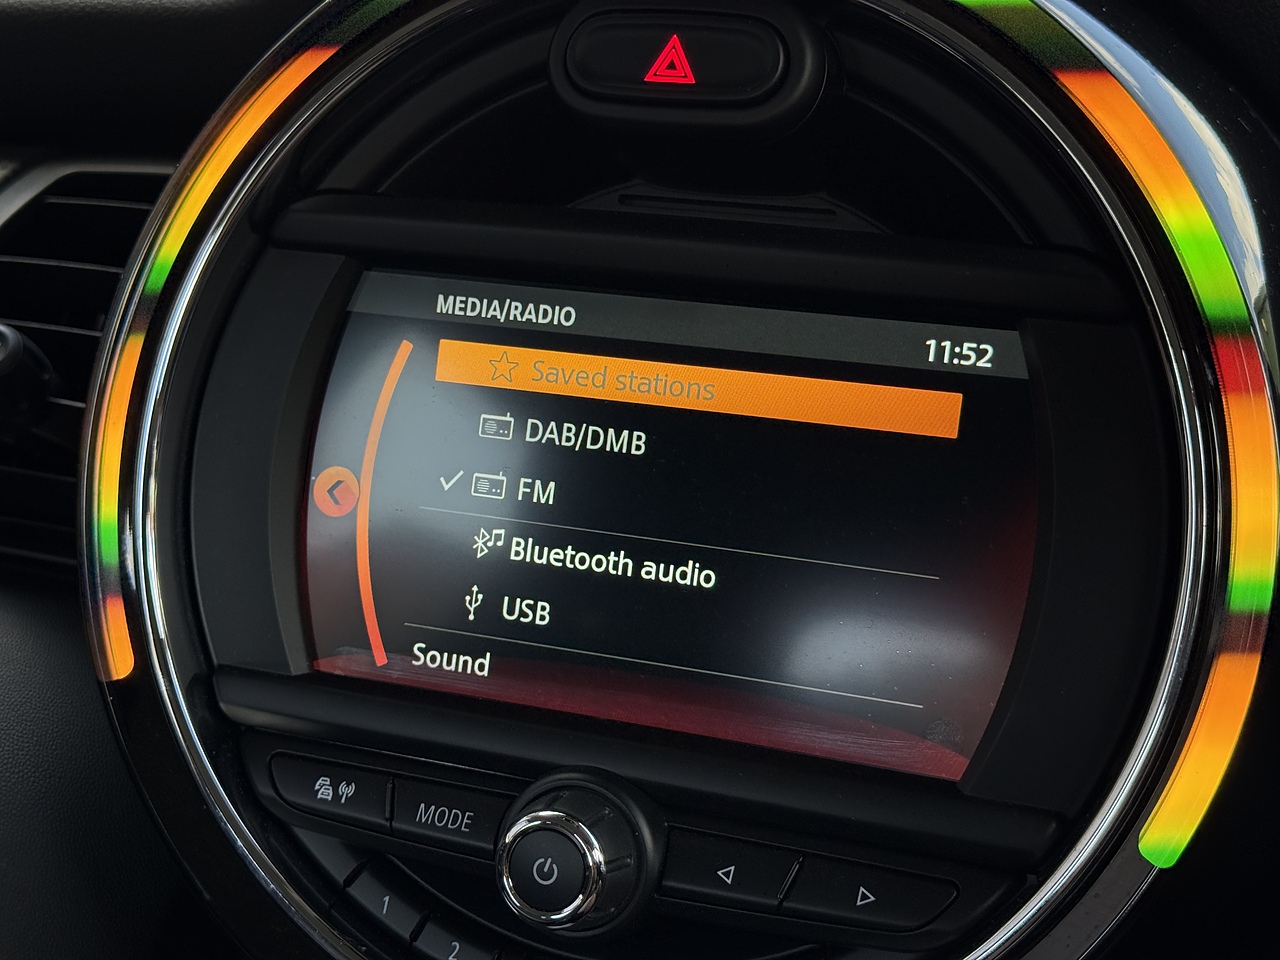 MEDIA/RADIO
11:52
Saved stations
DAB/DMB
FM
Bluetooth audio
USB
Sound
MODE
1
2